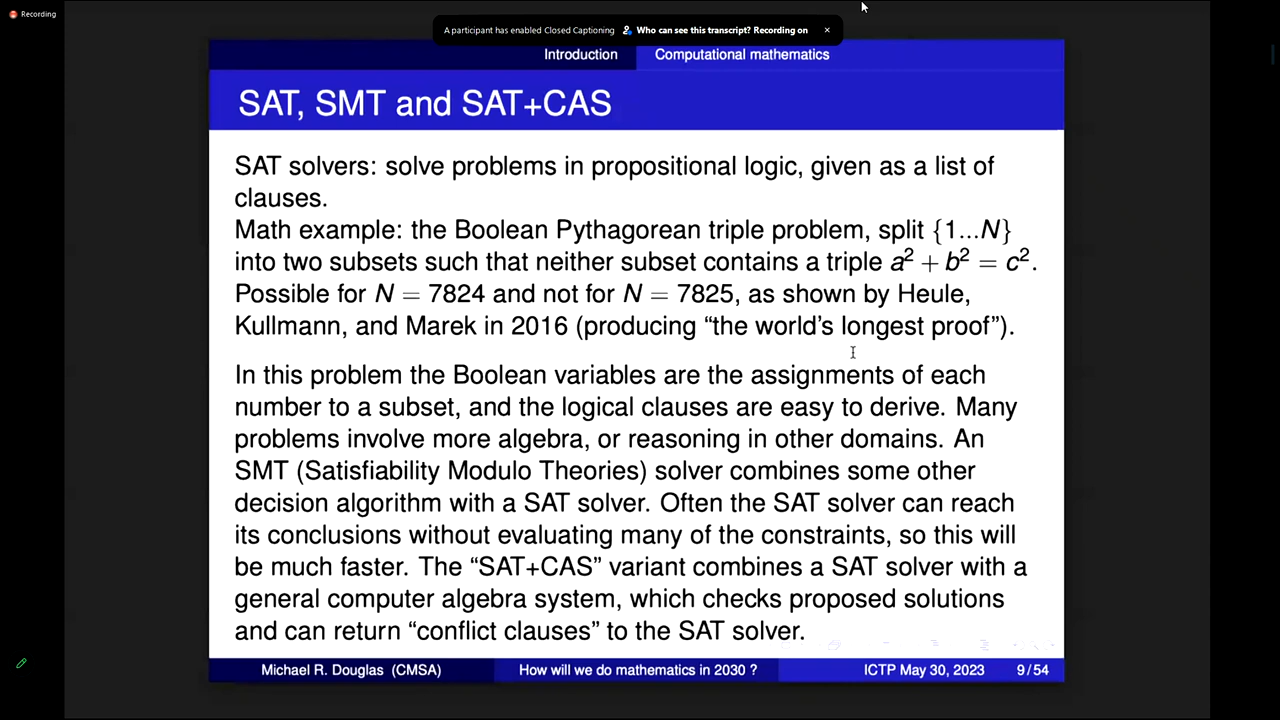 Recording
A participant has enabled Closed Captioning Who can see this transcript? Recording on ×
Introduction Computational mathematics
SAT, SMT and SAT+CAS
SAT solvers: solve problems in propositional logic, given as a list of
clauses.
Math example: the Boolean Pythagorean triple problem, split {1...N}
into two subsets such that neither subset contains a triple a² + b² = c².
Possible for N = 7824 and not for N = 7825, as shown by Heule,
Kullmann, and Marek in 2016 (producing “the world’s longest proof”).
In this problem the Boolean variables are the assignments of each
number to a subset, and the logical clauses are easy to derive. Many
problems involve more algebra, or reasoning in other domains. An
SMT (Satisfiability Modulo Theories) solver combines some other
decision algorithm with a SAT solver. Often the SAT solver can reach
its conclusions without evaluating many of the constraints, so this will
be much faster. The “SAT+CAS” variant combines a SAT solver with a
general computer algebra system, which checks proposed solutions
and can return “conflict clauses” to the SAT solver.
Michael R. Douglas (CMSA) How will we do mathematics in 2030 ? ICTP May 30, 2023 9 / 54